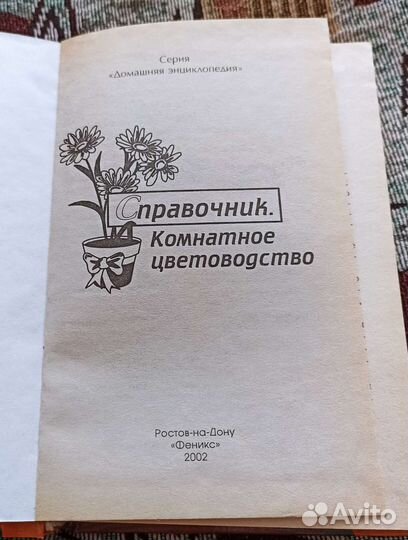 Серия
«Домашняя энциклопедия»
Справочник.
Комнатное
цветоводство
Ростов-на-Дону
«Феникс»
2002
Avito